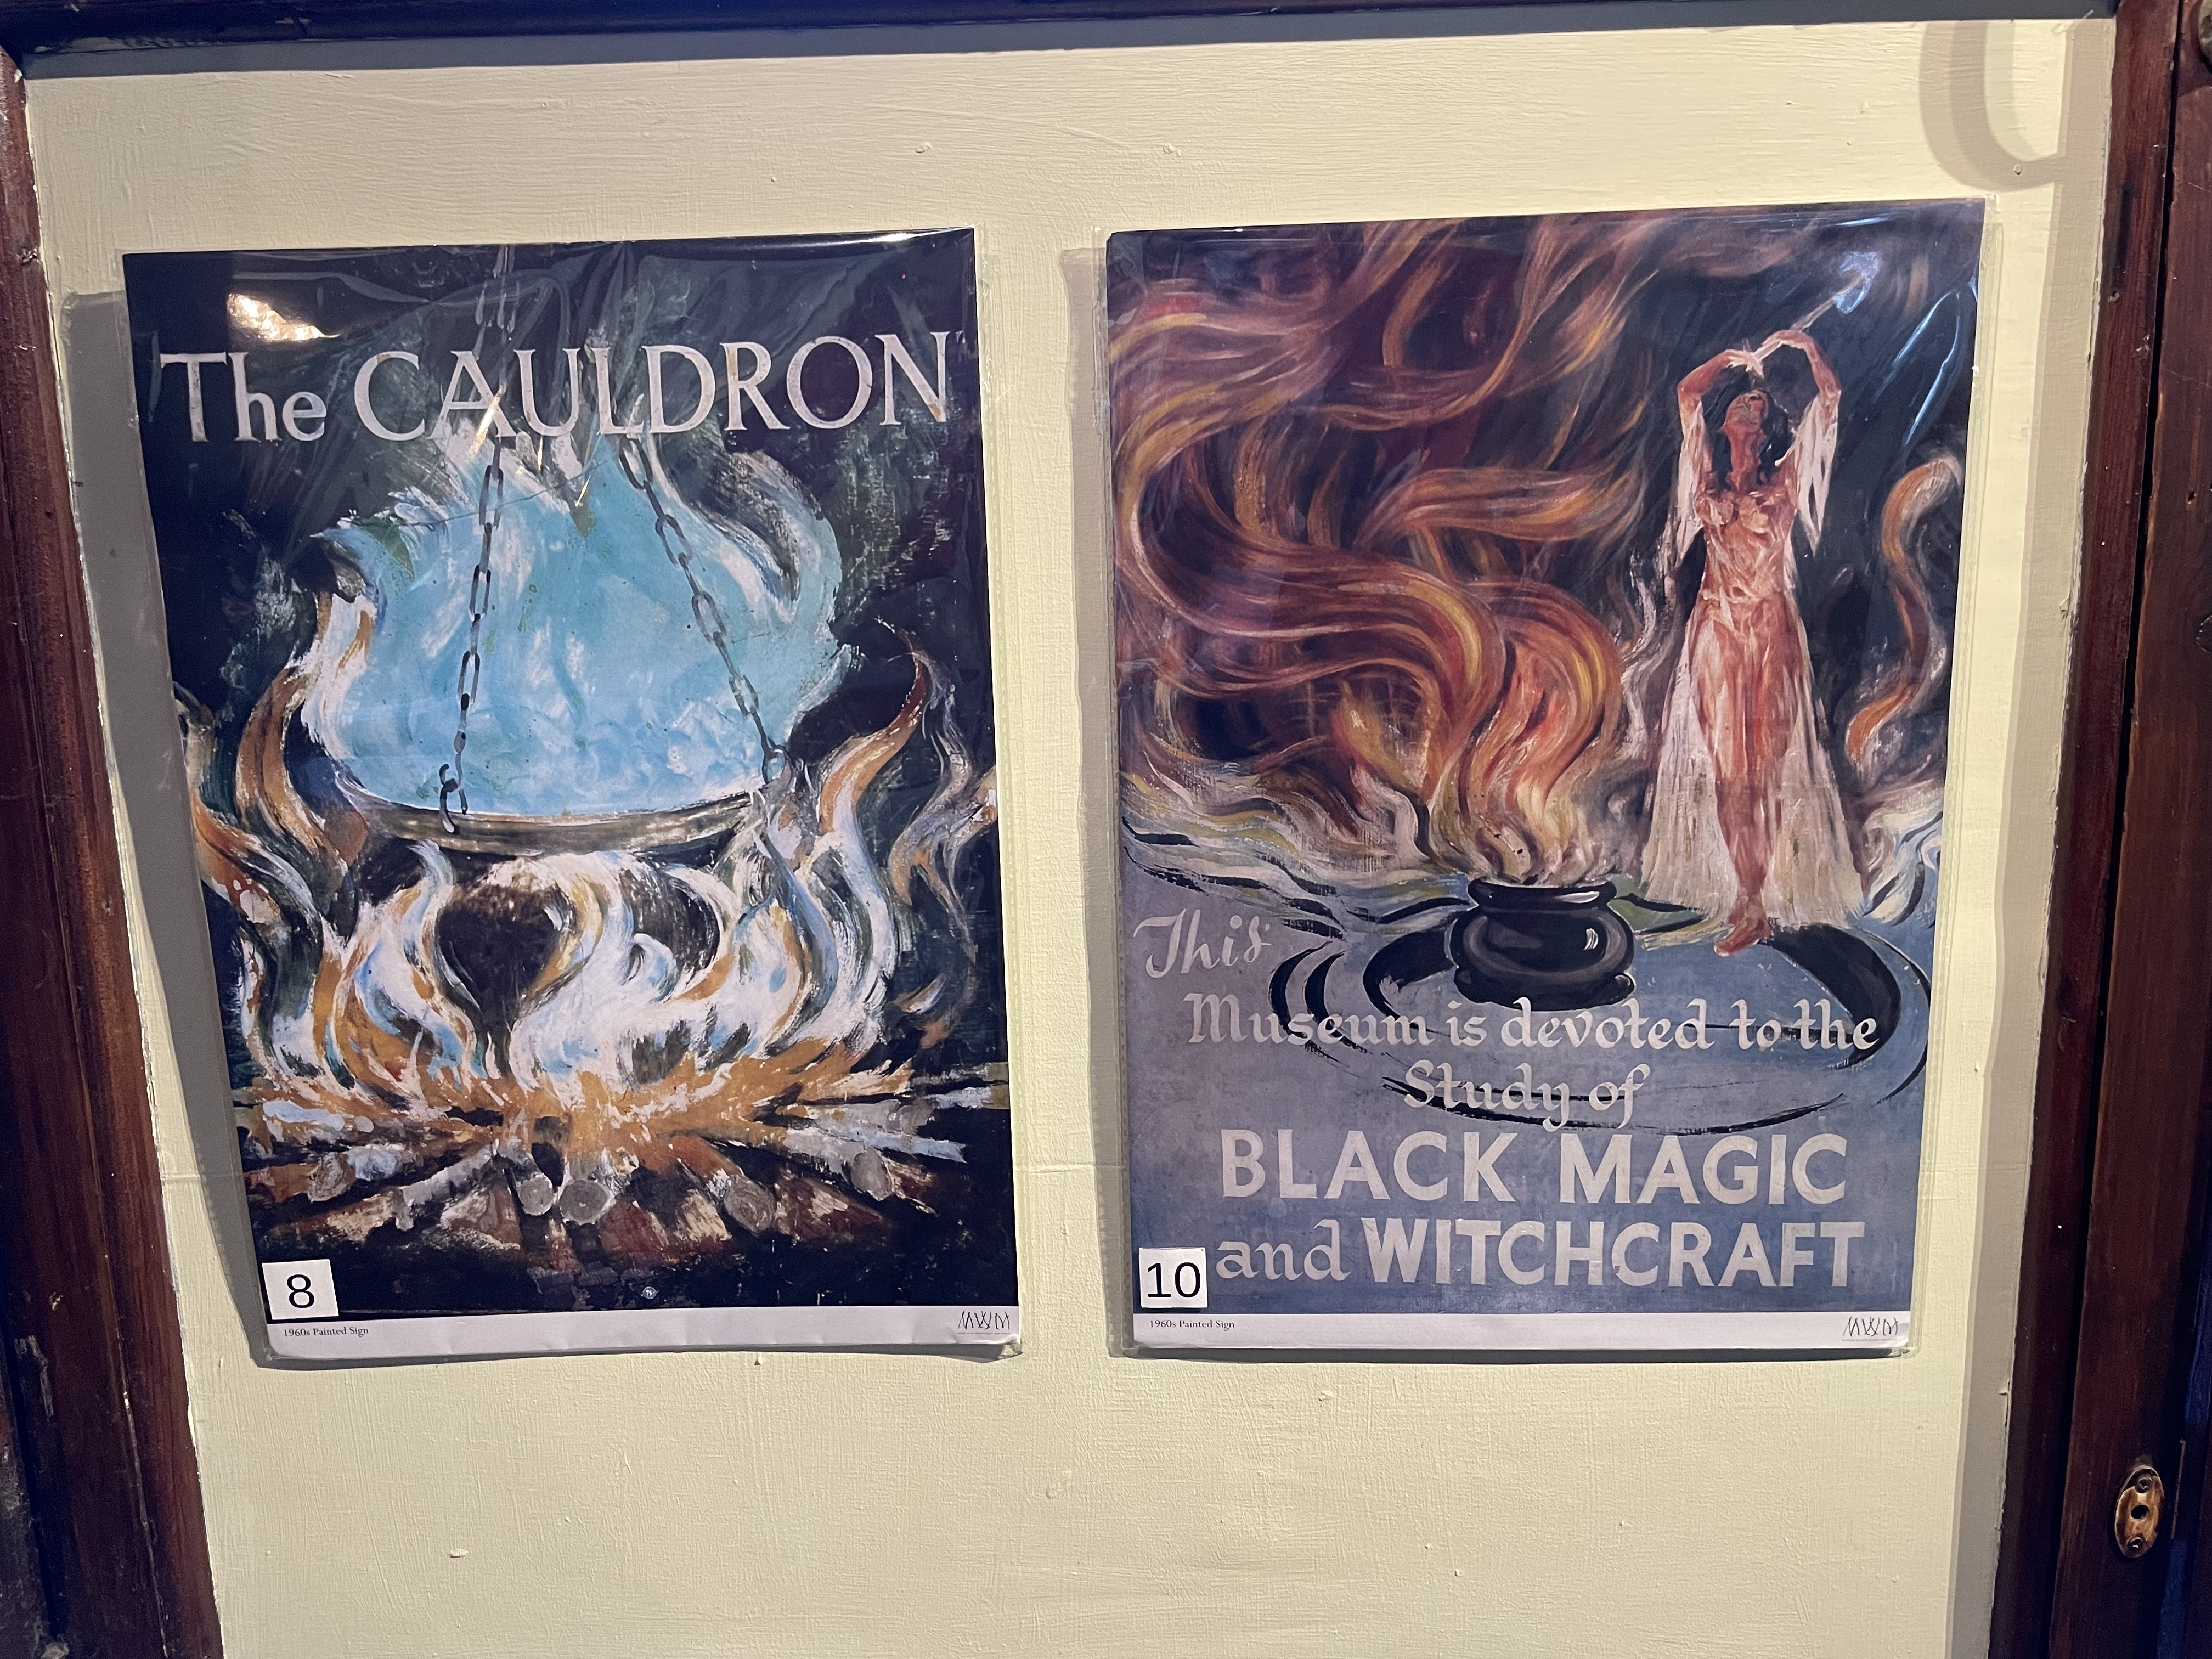 The CAULDRON
8
1960s Painted Sign
MWM
This
Museum is devoted to the
Study of
BLACK MAGIC
and WITCHCRAFT
10
1960s Painted Sign
MWM